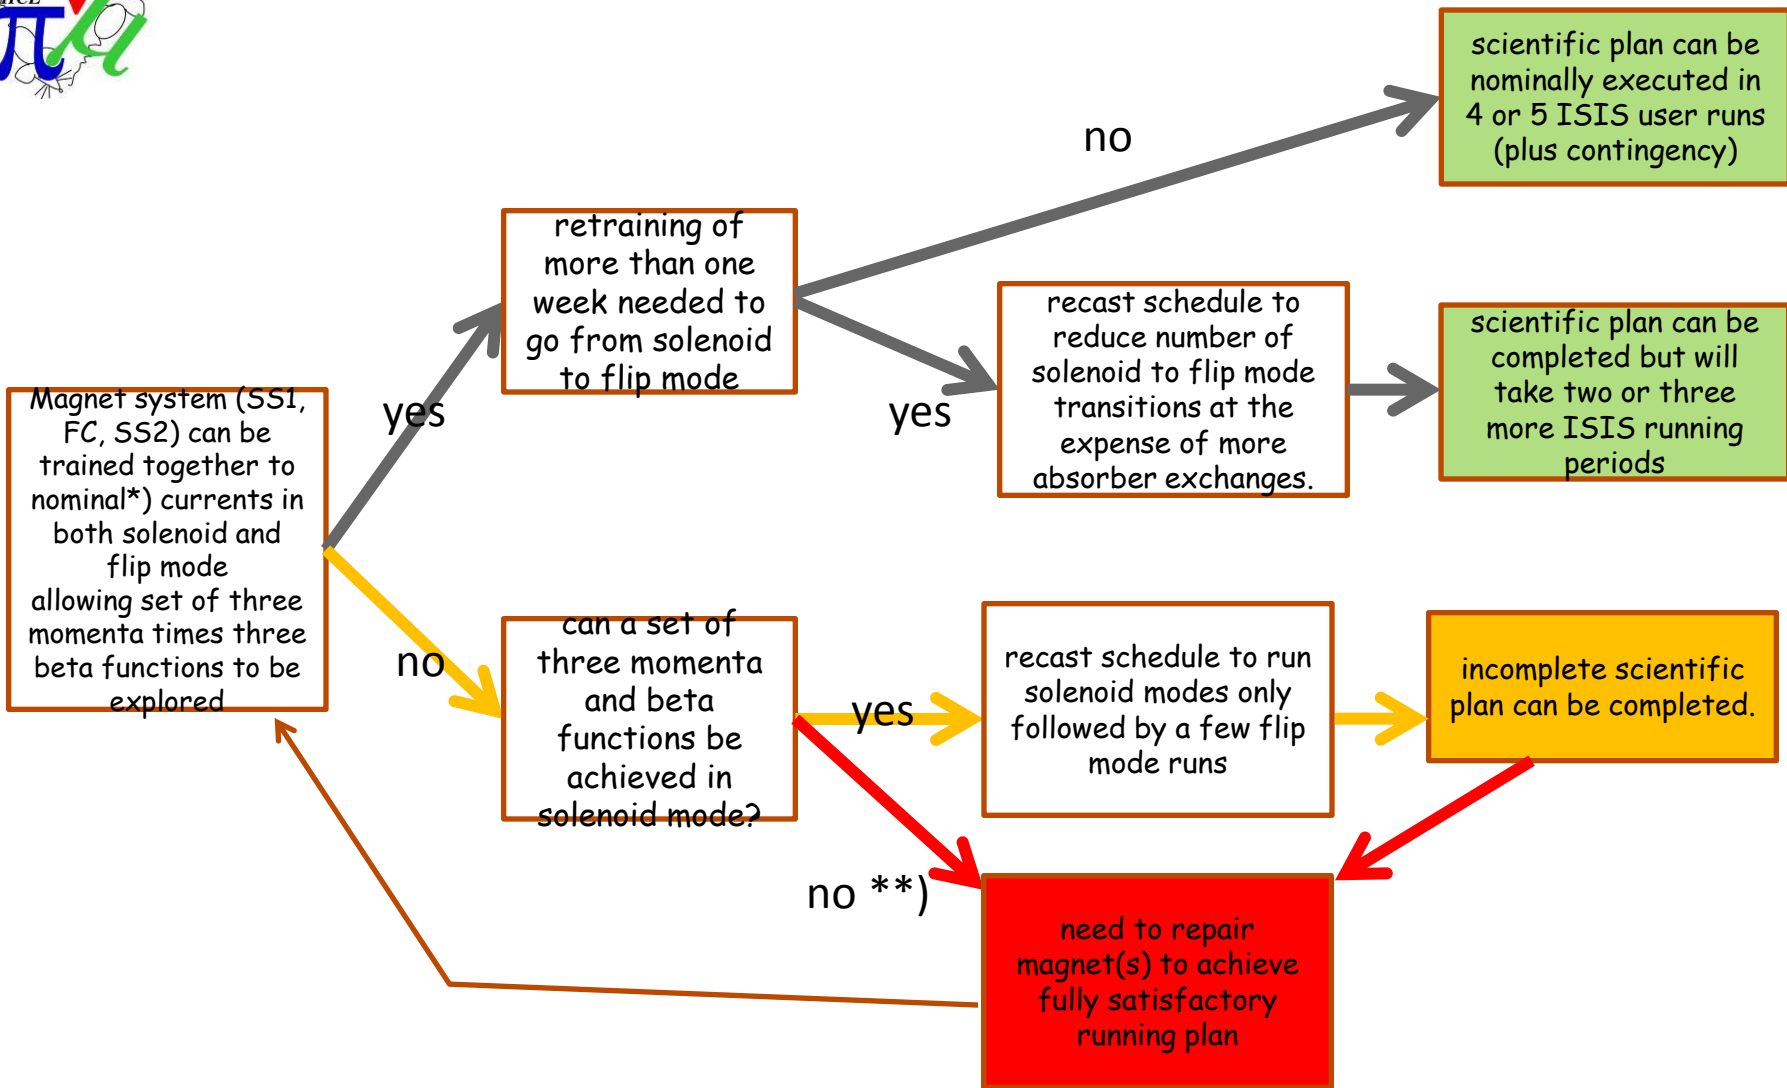 scientific plan can be
nominally executed in
4 or 5 ISIS user runs
(plus contingency)
no
retraining of
more than one
week needed to
go from solenoid
to flip mode
recast schedule to
reduce number of
solenoid to flip mode
transitions at the
expense of more
absorber exchanges.
scientific plan can be
completed but will
take two or three
more ISIS running
periods
yes
yes
Magnet system (SS1,
FC, SS2) can be
trained together to
nominal*) currents in
both solenoid and
flip mode
allowing set of three
momenta times three
beta functions to be
explored
no
can a set of
three momenta
and beta
functions be
achieved in
solenoid mode?
yes
recast schedule to run
solenoid modes only
followed by a few flip
mode runs
incomplete scientific
plan can be completed.
no **)
need to repair
magnet(s) to achieve
fully satisfactory
running plan